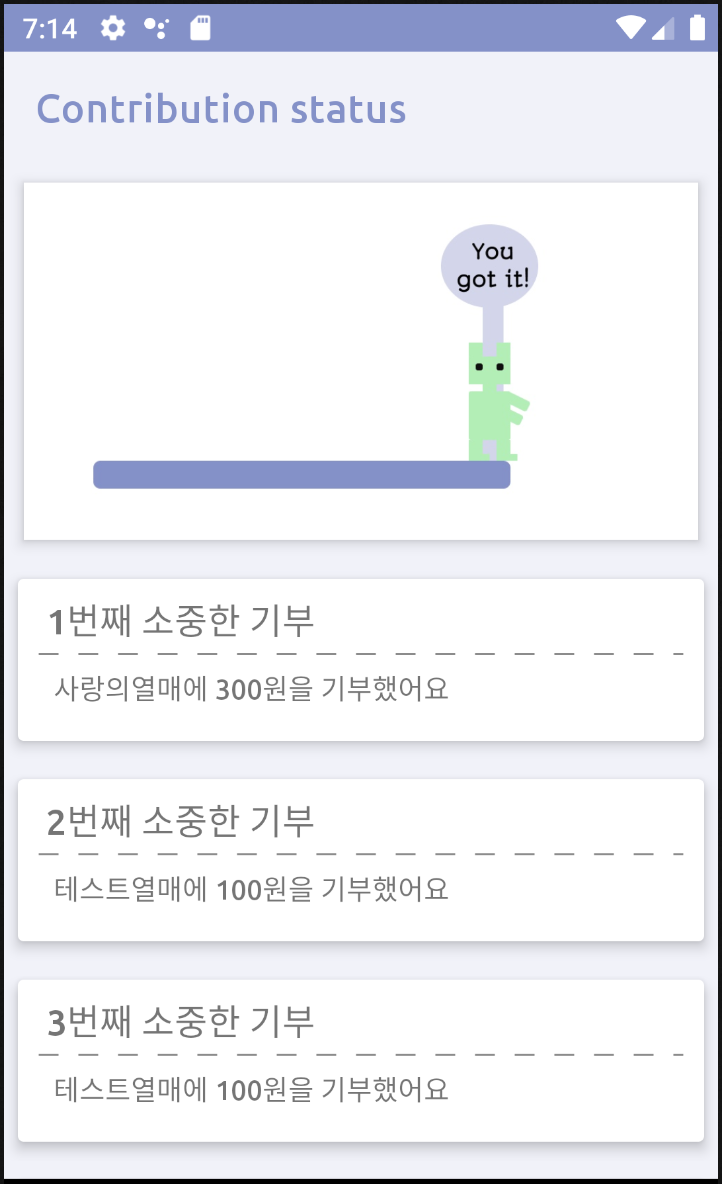 7:14
Contribution status
You
got it!
1번째 소중한 기부
사랑의열매에 300원을 기부했어요
2번째 소중한 기부
테스트열매에 100원을 기부했어요
3번째 소중한 기부
테스트열매에 100원을 기부했어요